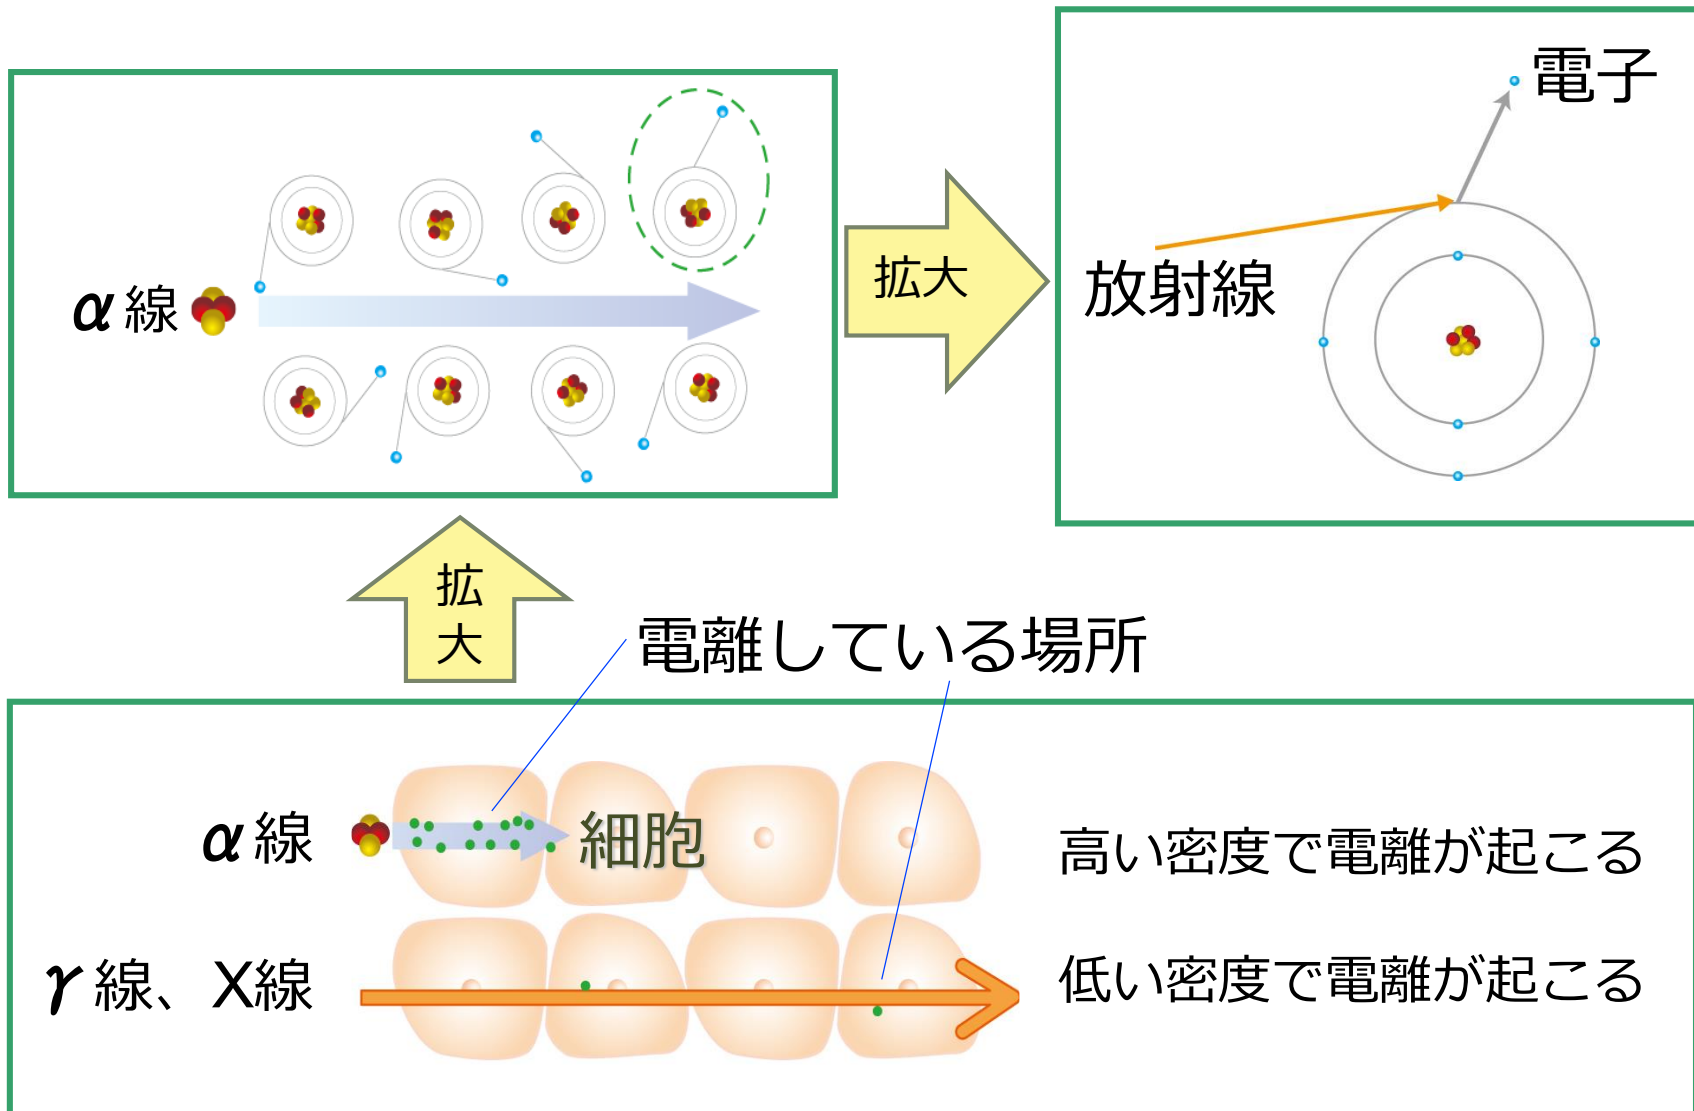 電子
α線
拡大
放射線
拡
大
電離している場所
α線
細胞
高い密度で電離が起こる
γ線、X線
低い密度で電離が起こる